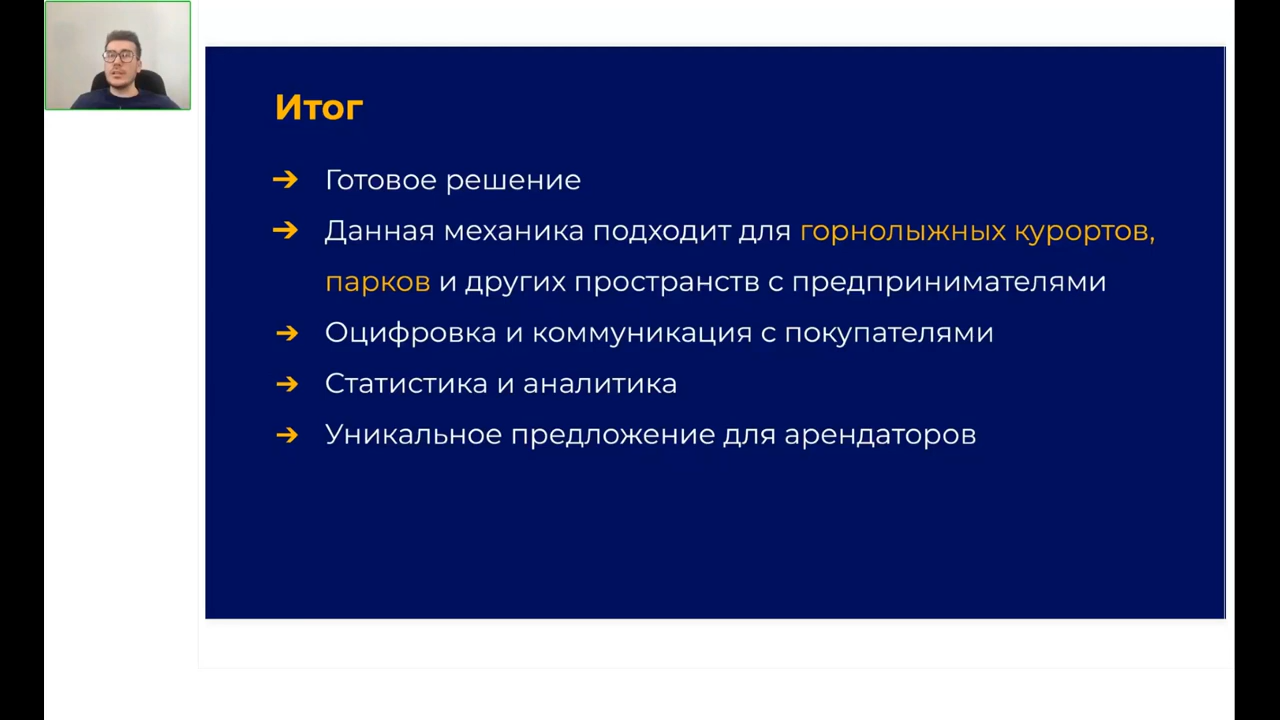 Итог
➔ Готовое решение
➔ Данная механика подходит для горнолыжных курортов,
парков и других пространств с предпринимателями
➔ Оцифровка и коммуникация с покупателями
➔ Статистика и аналитика
➔ Уникальное предложение для арендаторов